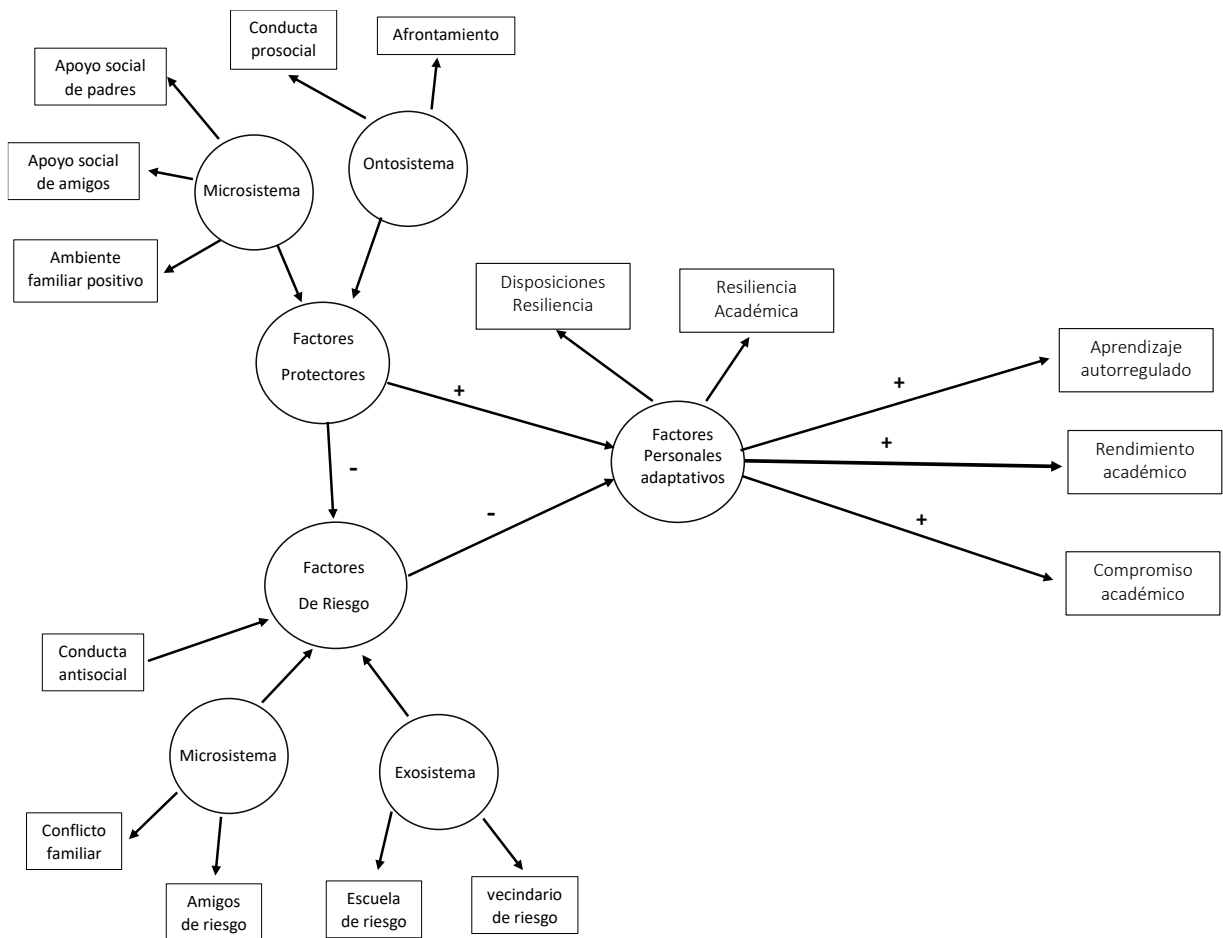 Conducta
prosocial
Afrontamiento
Apoyo social
de padres
Apoyo social
de amigos
Microsistema
Ontosistema
Ambiente
familiar positivo
Disposiciones
Resiliencia
Resiliencia
Académica
Factores
Protectores
+
-
Factores
Personales
adaptativos
+
Aprendizaje
autorregulado
+
Rendimiento
académico
+
Compromiso
académico
-
Factores
De Riesgo
Conducta
antisocial
Microsistema
Exosistema
Conflicto
familiar
Amigos
de riesgo
Escuela
de riesgo
vecindario
de riesgo